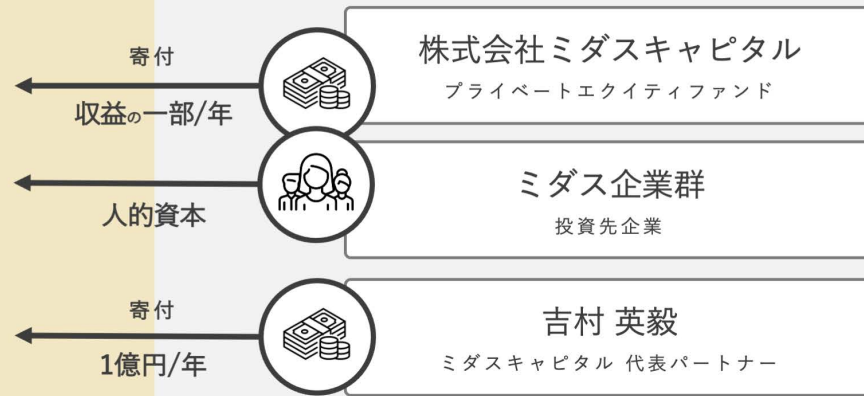 寄付
収益の一部/年
株式会社ミダスキャピタル
プライベートエクイティファンド
人的資本
ミダス企業群
投資先企業
寄付
1億円/年
吉村 英毅
ミダスキャピタル 代表パートナー